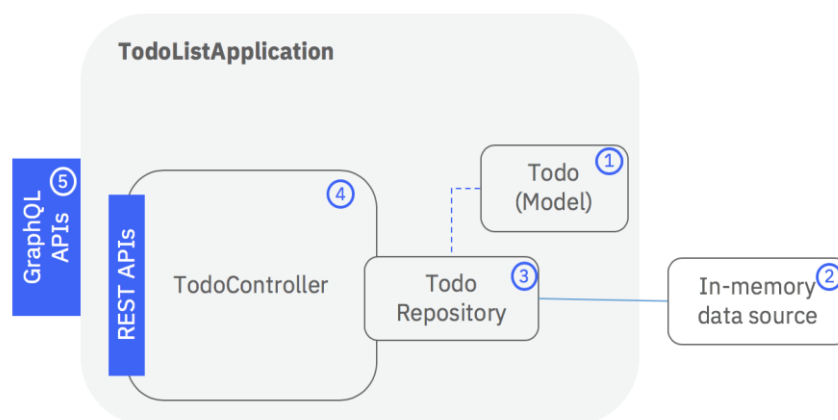 TodoListApplication
5
GraphQL
APIs
REST APIs
4
TodoController
1
Todo
(Model)
3
Todo
Repository
2
In-memory
data source